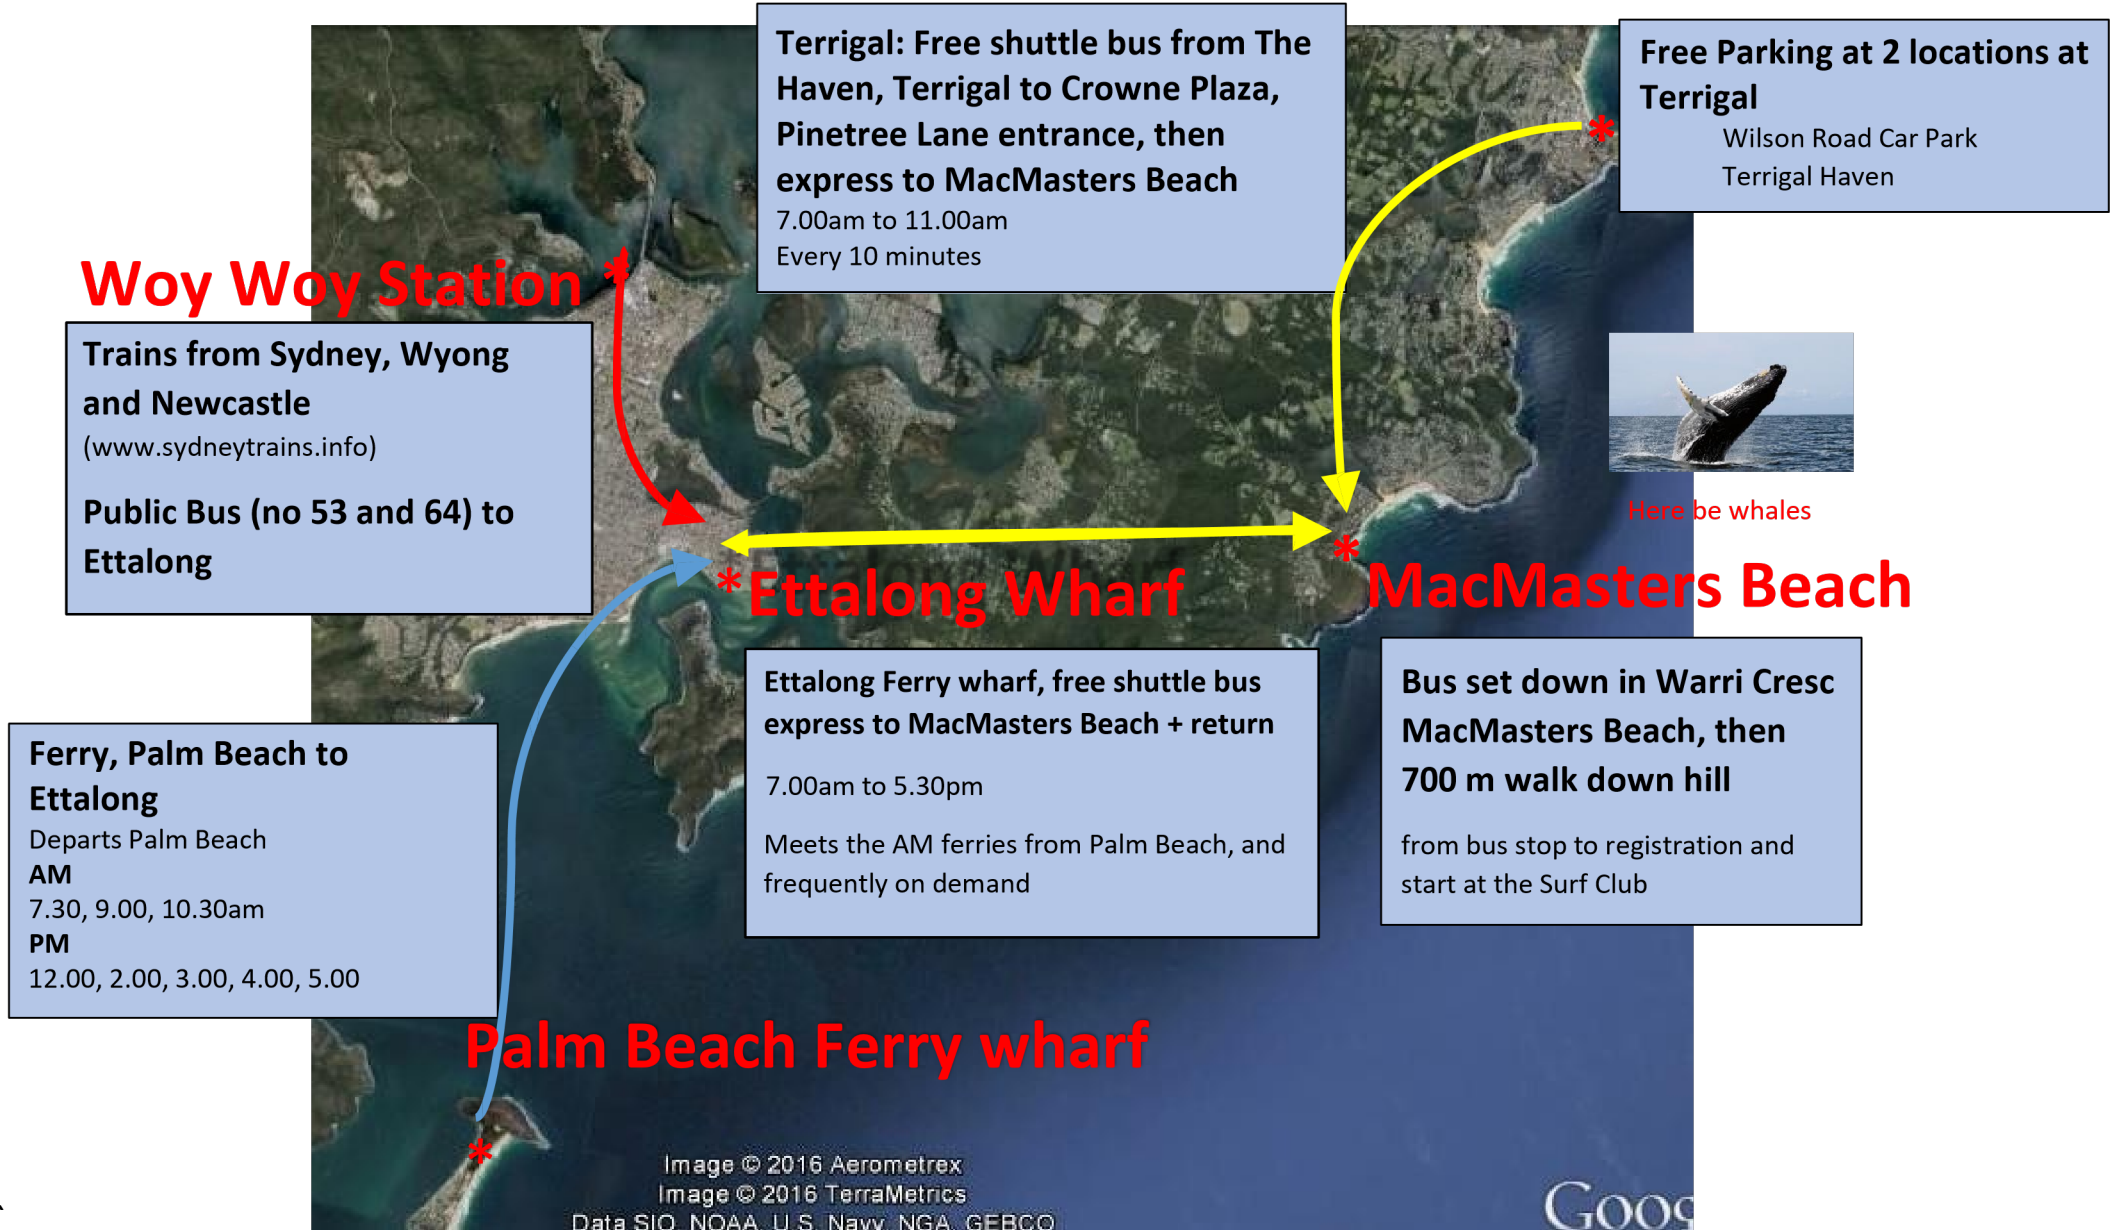 Terrigal: Free shuttle bus from The
Haven, Terrigal to Crowne Plaza,
Pinetree Lane entrance, then
express to MacMasters Beach
7.00am to 11.00am
Every 10 minutes
Free Parking at 2 locations at
Terrigal
Wilson Road Car Park
Terrigal Haven
Woy Woy Station *
Trains from Sydney, Wyong
and Newcastle
(www.sydneytrains.info)
Public Bus (no 53 and 64) to
Ettalong
Here be whales
*Ettalong Wharf
* MacMasters Beach
Ettalong Ferry wharf, free shuttle bus
express to MacMasters Beach + return
7.00am to 5.30pm
Meets the AM ferries from Palm Beach, and
frequently on demand
Bus set down in Warri Cresc
MacMasters Beach, then
700 m walk down hill
from bus stop to registration and
start at the Surf Club
Ferry, Palm Beach to
Ettalong
Departs Palm Beach
AM
7.30, 9.00, 10.30am
PM
12.00, 2.00, 3.00, 4.00, 5.00
Palm Beach Ferry wharf
*
Image © 2016 Aerometrex
Image © 2016 TerraMetrics
Data SIO, NOAA, U.S. Navy, NGA, GEBCO
Goog